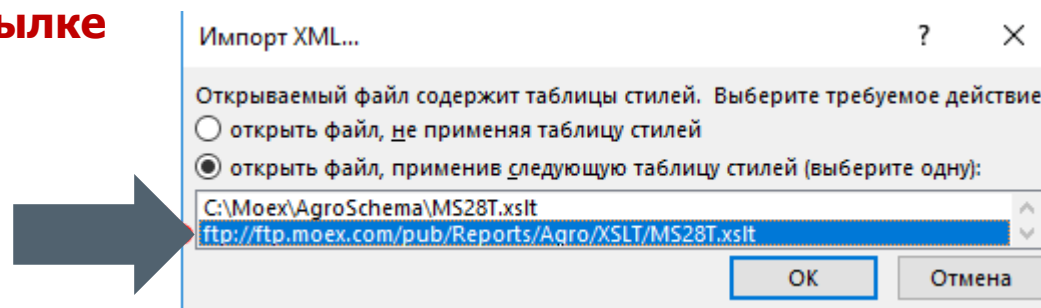 ылке
Импорт XML...
Открываемый файл содержит таблицы стилей. Выберите требуемое действие
открыть файл, не применяя таблицу стилей
открыть файл, применив следующую таблицу стилей (выберите одну):
C:\Moex\AgroSchema\MS28T.xslt
ftp://ftp.moex.com/pub/Reports/Agro/XSLT/MS28T.xslt
ОК
Отмена